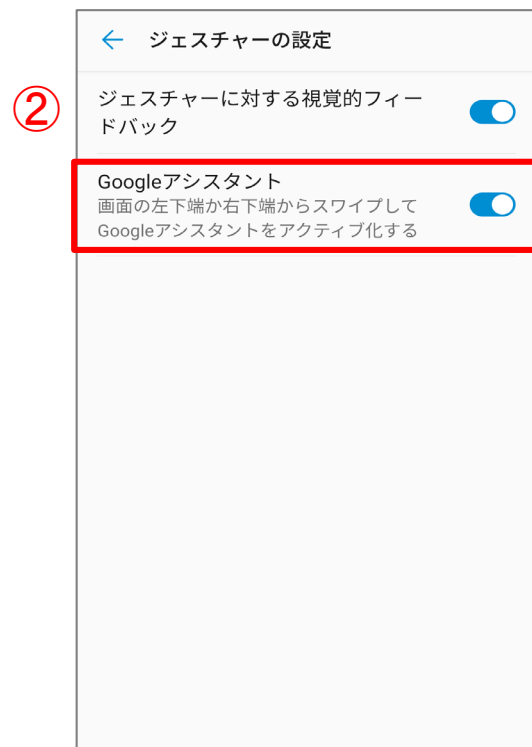 ジェスチャーの設定
②
ジェスチャーに対する視覚的フィー
ドバック
Googleアシスタント
画面の左下端か右下端からスワイプして
Googleアシスタントをアクティブ化する